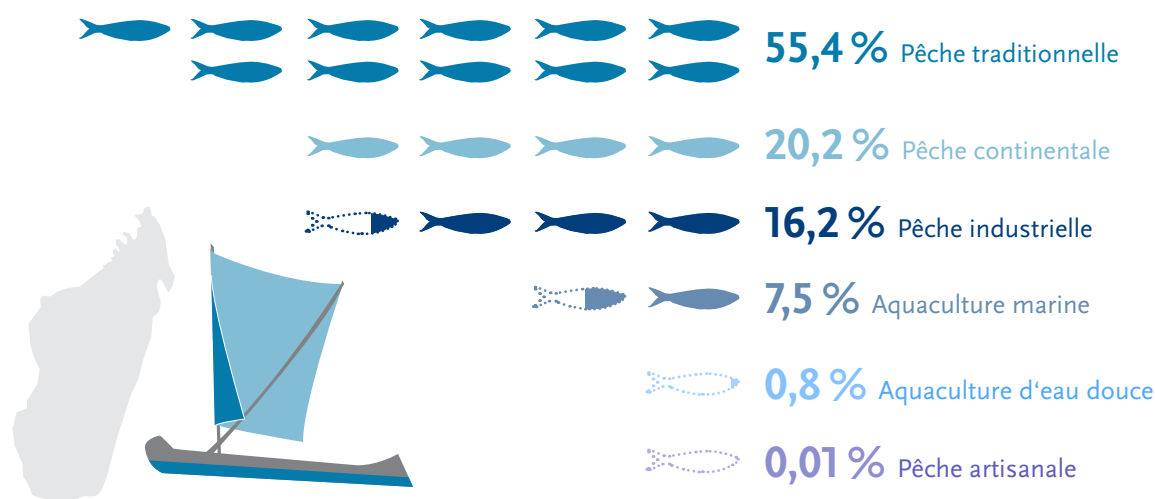 55,4 % Pêche traditionnelle
20,2 % Pêche continentale
16,2 % Pêche industrielle
7,5 % Aquaculture marine
0,8 % Aquaculture d‘eau douce
0,01 % Pêche artisanale